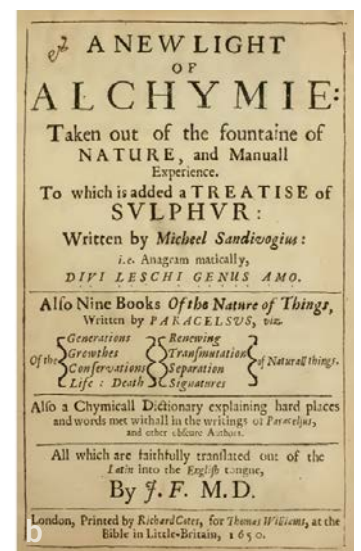 A NEW LIGHT
OF
ALCHYMIE:
Taken out of the fountaine of
NATURE, and Manuall
Experience.
To which is added a TREATISE of
SVLPHVR:
Written by Micheel Sandivogius:
i.e. Anagram matically,
DIVI LESCHI GENUS AMO.
Also Nine Books Of the Nature of Things,
Written by PARACELSVS, viz.
Of the { Generations } { Renewing } of Naturall things.
Growthes Transmutation
Conservations Separation
Life : Death Signatures
Also a Chymicall Dictionary explaining hard places
and words met withall in the writings of Paracelsus,
and other obscure Authors.
All which are faithfully translated out of the
Latin into the English tongue,
By J. F. M.D.
London, Printed by Richard Cotes, for Thomas Williams, at the
Bible in Little-Britain, 1650.
b